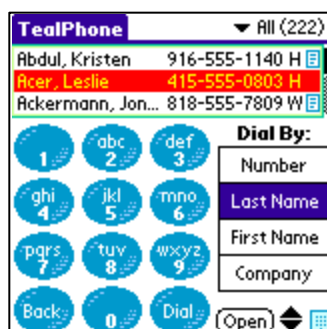 TealPhone All (222)
Abdul, Kristen 916-555-1140 H
Acer, Leslie 415-555-0803 H
Ackermann, Jon... 818-555-7809 W
Dial By:
1 abc 2 def 3
Number
ghi 4 jkl 5 mno 6
Last Name
First Name
pqrs 7 tuv 8 wxyz 9
Company
Back 0 Dial
Open